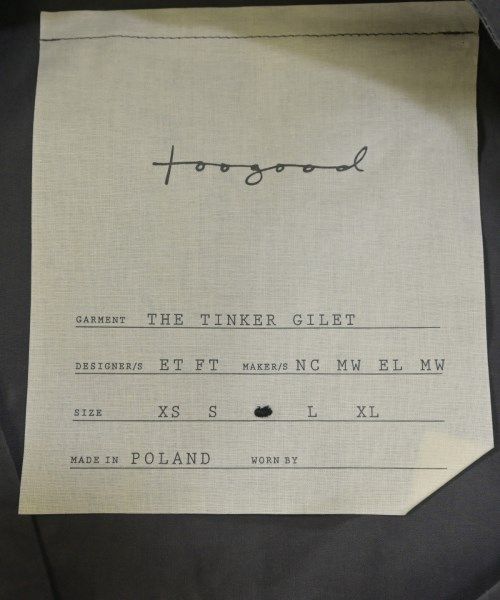 toogood
GARMENT THE TINKER GILET
DESIGNER/S ET FT MAKER/S NC MW EL MW
SIZE XS S L XL
MADE IN POLAND WORN BY